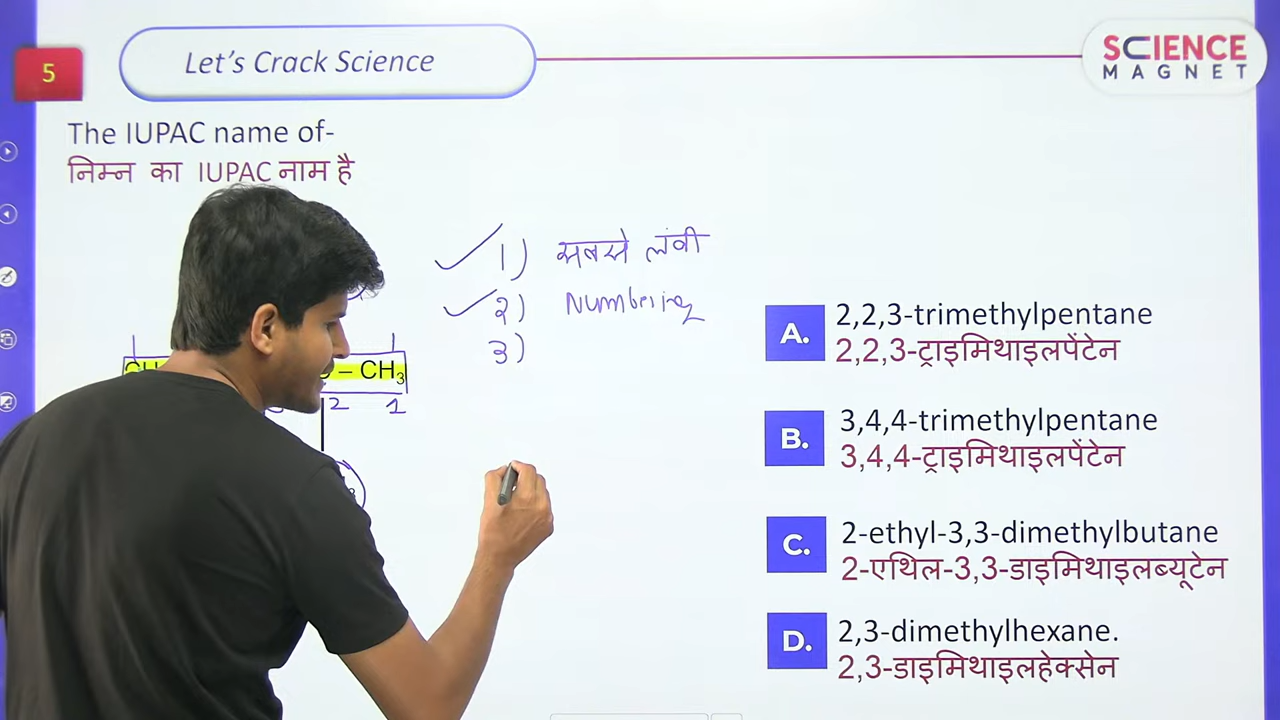 5
Let's Crack Science
SCIENCE
MAGNET
The IUPAC name of-
निम्न का IUPAC नाम है
1) सबसे लंबी
2) Numbering
3)
– CH3
2 1
A.
2,2,3-trimethylpentane
2,2,3-ट्राइमिथाइलपेंटेन
B.
3,4,4-trimethylpentane
3,4,4-ट्राइमिथाइलपेंटेन
C.
2-ethyl-3,3-dimethylbutane
2-एथिल-3,3-डाइमिथाइलब्यूटेन
D.
2,3-dimethylhexane.
2,3-डाइमिथाइलहेक्सेन